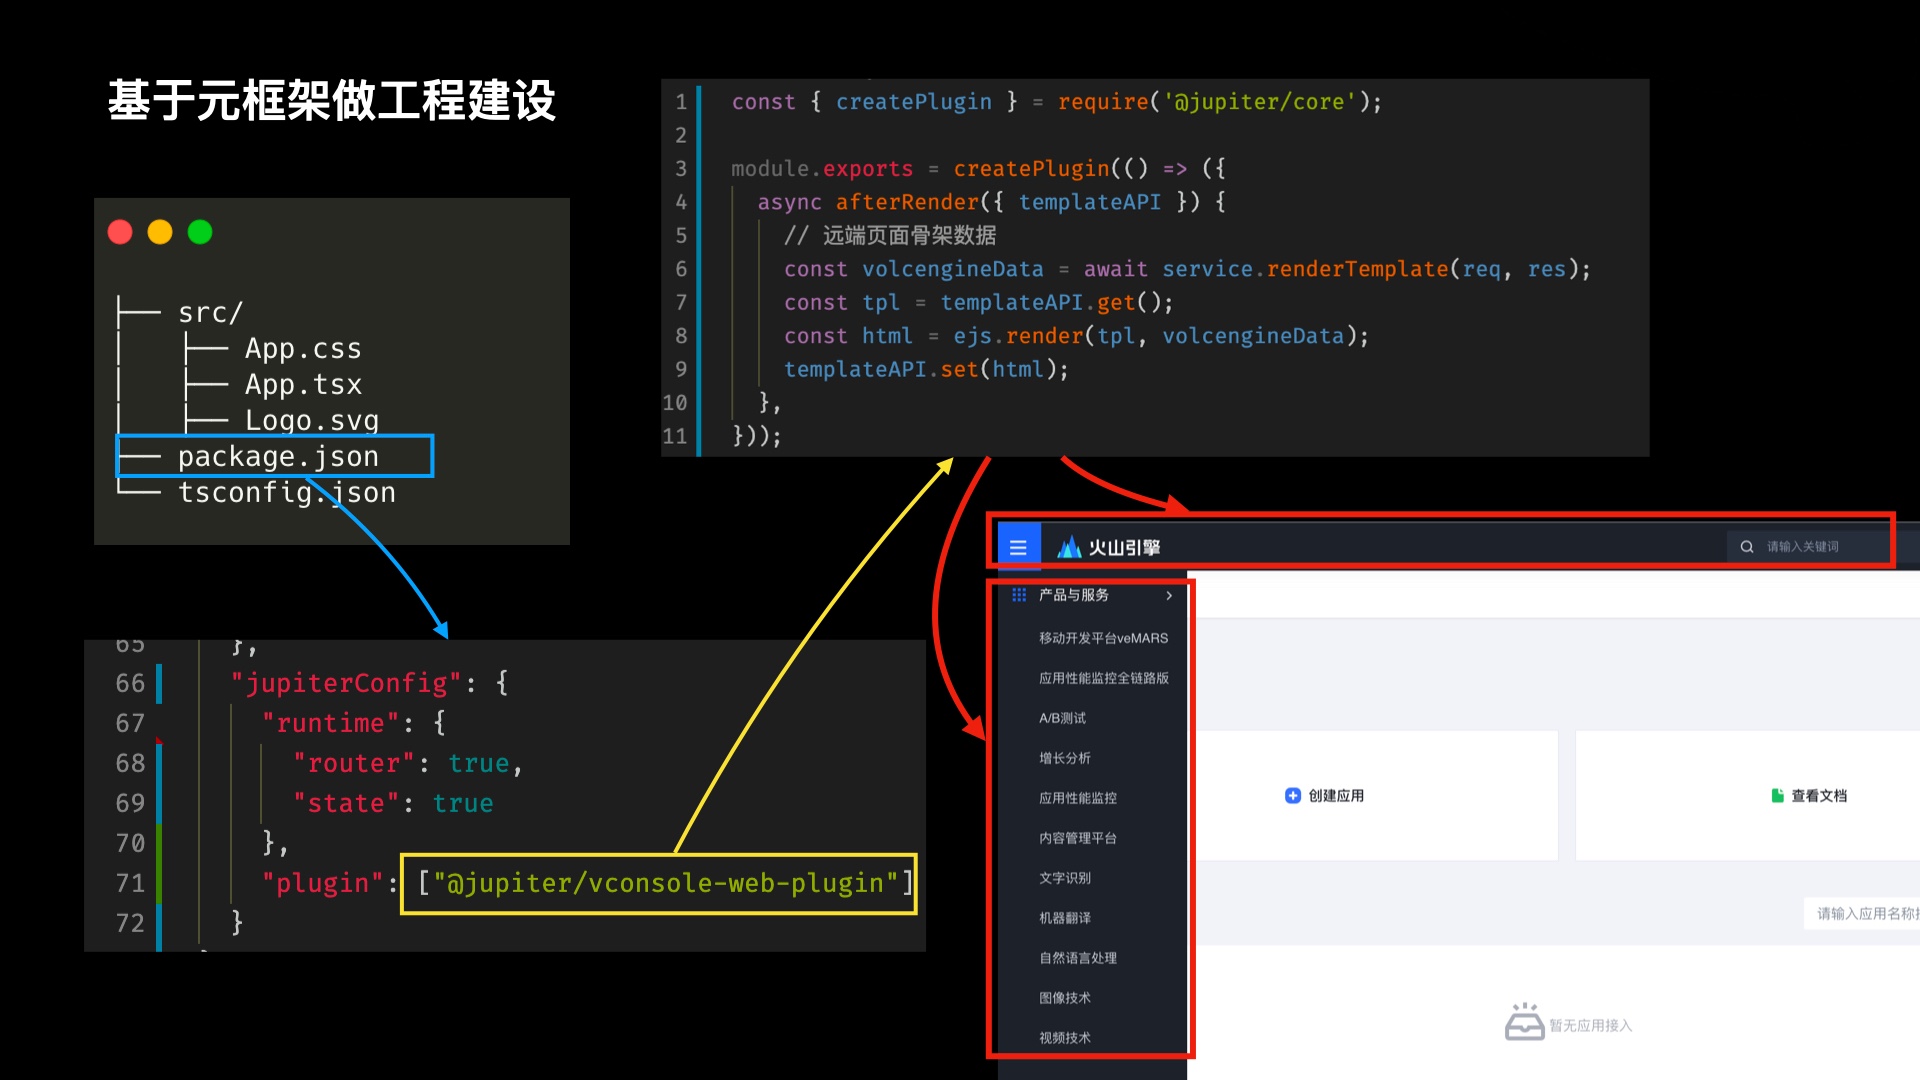 基于元框架做工程建设
├── src/
│   ├── App.css
│   ├── App.tsx
│   ├── Logo.svg
├── package.json
└── tsconfig.json
1 const { createPlugin } = require('@jupiter/core');
2
3 module.exports = createPlugin(() => ({
4 async afterRender({ templateAPI }) {
5 // 远端页面骨架数据
6 const volcengineData = await service.renderTemplate(req, res);
7 const tpl = templateAPI.get();
8 const html = ejs.render(tpl, volcengineData);
9 templateAPI.set(html);
10 },
11 }));
65 },
66 "jupiterConfig": {
67 "runtime": {
68 "router": true,
69 "state": true
70 },
71 "plugin": ["@jupiter/vconsole-web-plugin"]
72 }
火山引擎
请输入关键词
产品与服务
移动开发平台veMARS
应用性能监控全链路版
A/B测试
增长分析
应用性能监控
内容管理平台
文字识别
机器翻译
自然语言处理
图像技术
视频技术
创建应用
查看文档
请输入应用名称
暂无应用接入